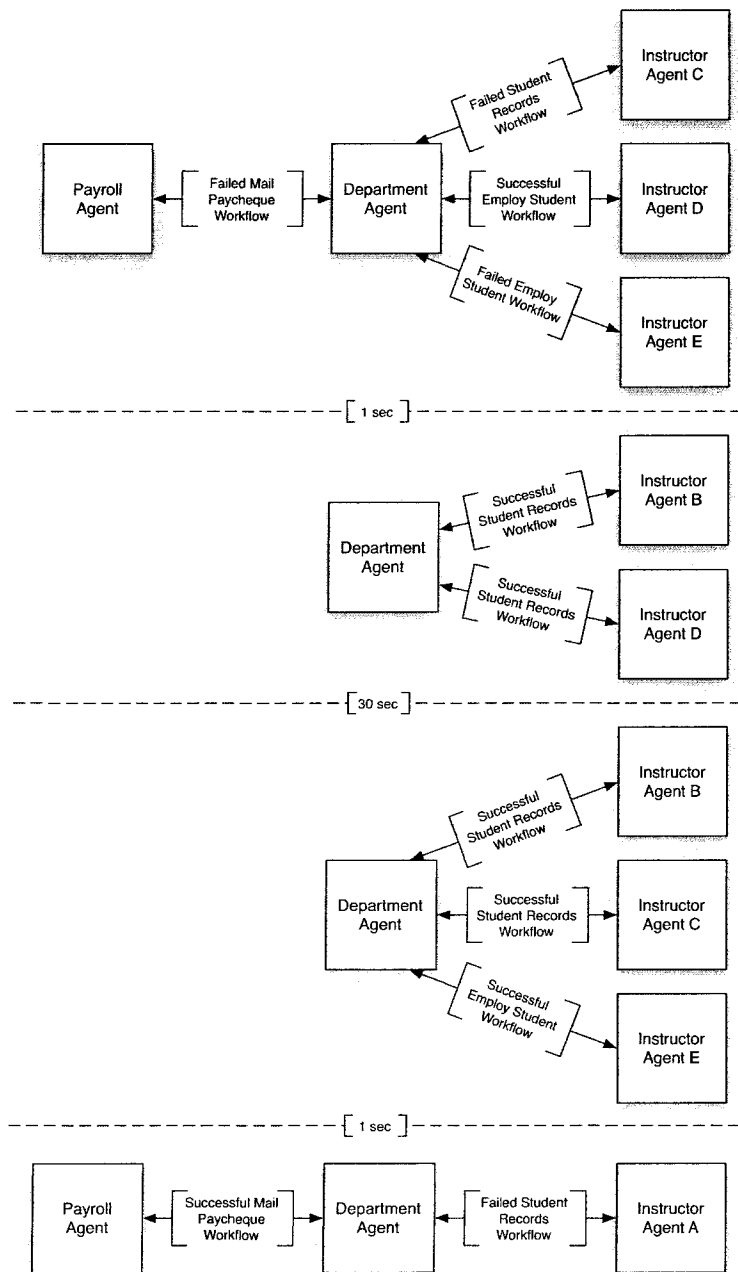 Instructor
Agent C
Failed Student
Records
Workflow
Payroll
Agent
Failed Mail
Paycheque
Workflow
Department
Agent
Successful
Employ Student
Workflow
Instructor
Agent D
Failed Employ
Student Workflow
Instructor
Agent E
1 sec
Department
Agent
Successful
Student Records
Workflow
Instructor
Agent B
Successful
Student Records
Workflow
Instructor
Agent D
30 sec
Instructor
Agent B
Successful
Student Records
Workflow
Department
Agent
Successful
Student Records
Workflow
Instructor
Agent C
Successful
Employ Student
Workflow
Instructor
Agent E
1 sec
Payroll
Agent
Successful Mail
Paycheque
Workflow
Department
Agent
Failed Student
Records
Workflow
Instructor
Agent A